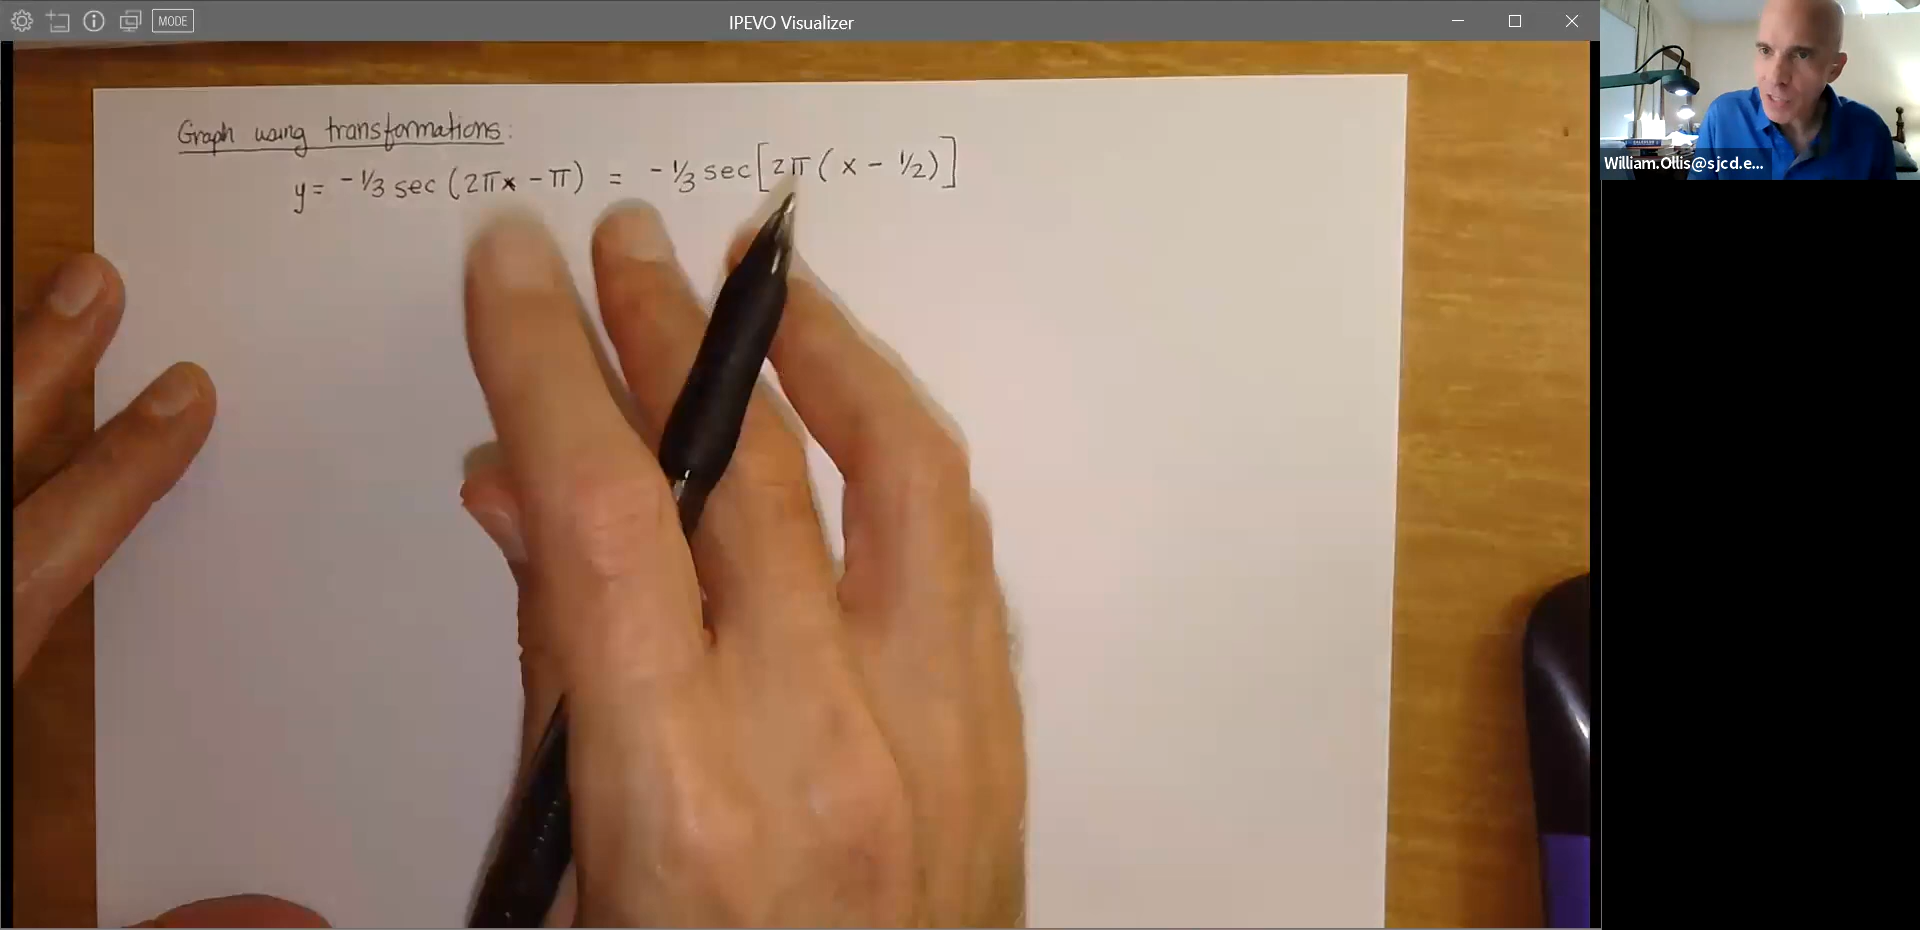 MODE
IPEVO Visualizer
William.Ollis@sjcd.e...
Graph using transformations:
y = -1/3 sec (2πx - π) = -1/3 sec [2π(x - 1/2)]